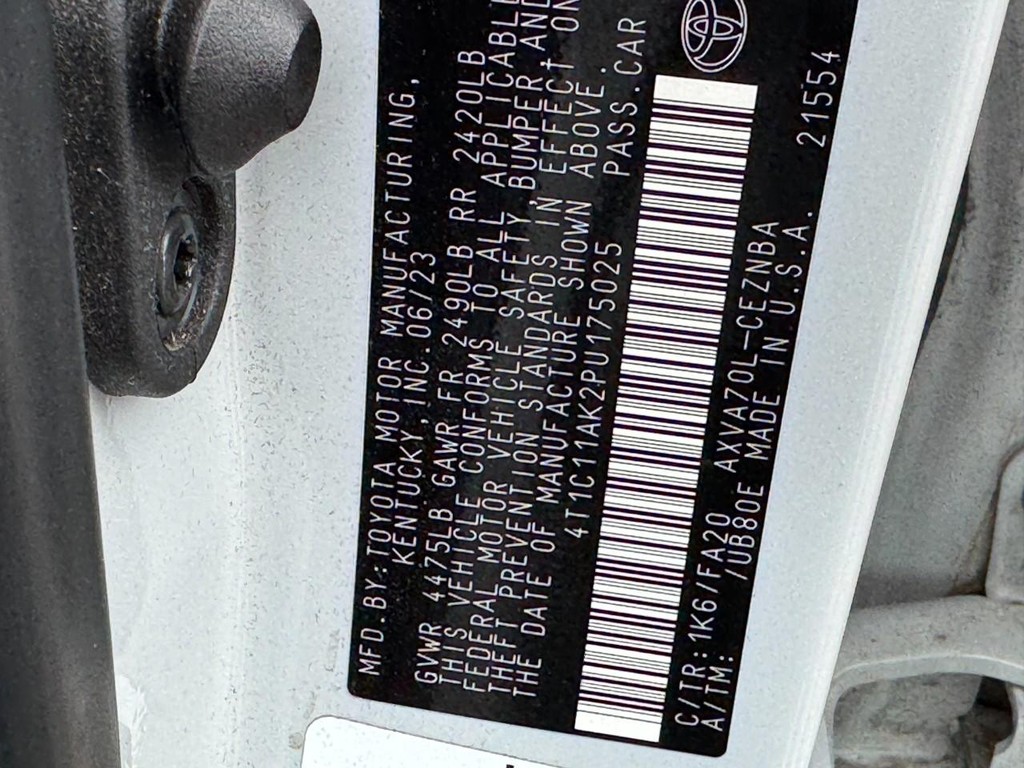 MFD.BY:TOYOTA MOTOR MANUFACTURING,
KENTUCKY,INC.06/23
GVWR 4475LB GAWR FR 2490LB RR 2420LB
THIS VEHICLE CONFORMS TO ALL APPLICABLE
FEDERAL MOTOR VEHICLE SAFETY BUMPER,AND
THEFT PREVENTION STANDARDS IN EFFECT ON
THE DATE OF MANUFACTURE SHOWN ABOVE.
4T1C11AK2PU175025 PASS.CAR
C/TR:1K6/FA20 AXVA70L-CEZNBA 21554
A/TM: /UB80E MADE IN U.S.A.